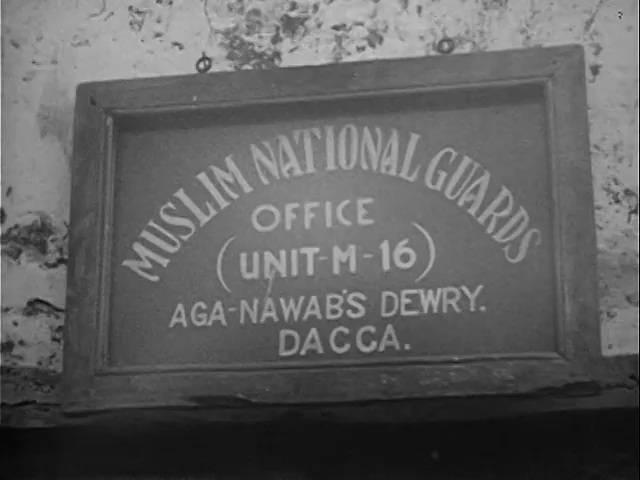 MUSLIM NATIONAL GUARDS
OFFICE
(UNIT-M-16)
AGA-NAWAB'S DEWRY.
DACCA.